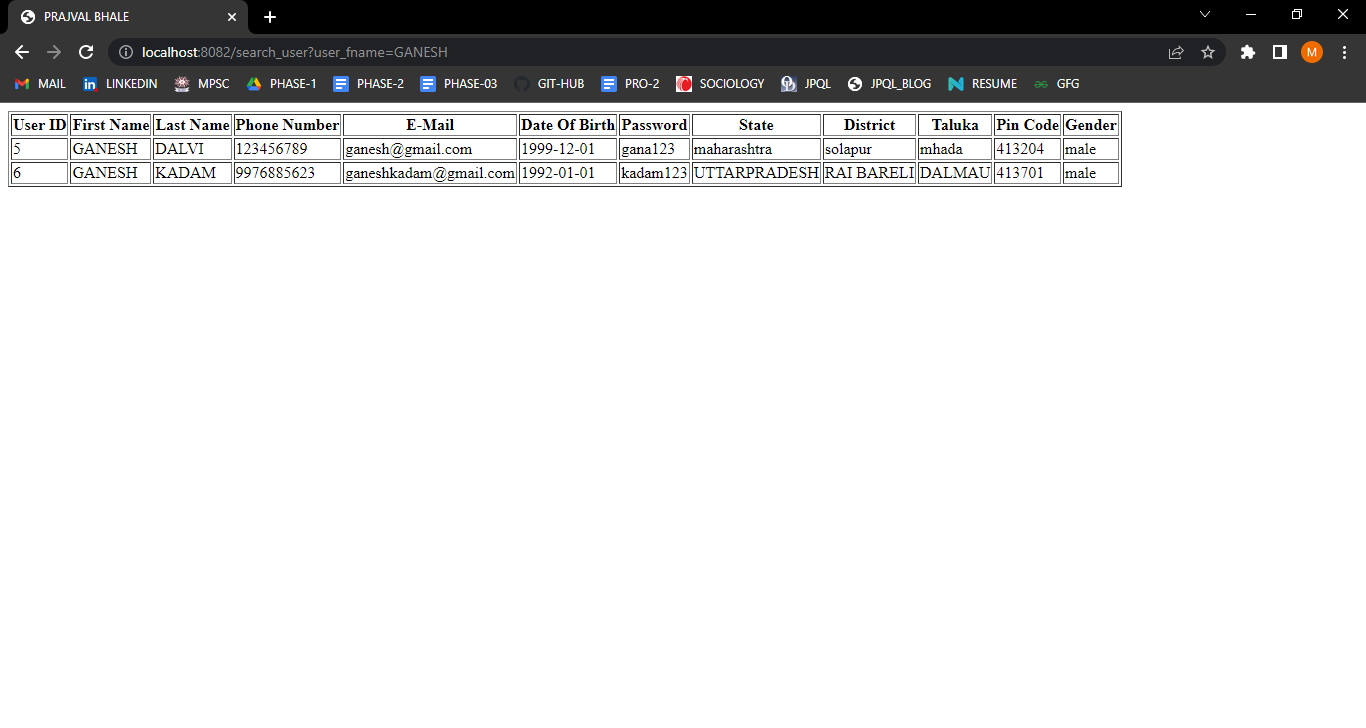 PRAJVAL BHALE
localhost:8082/search_user?user_fname=GANESH
M
MAIL LINKEDIN MPSC PHASE-1 PHASE-2 PHASE-03 GIT-HUB PRO-2 SOCIOLOGY JPQL JPQL_BLOG RESUME GFG
User ID First Name Last Name Phone Number E-Mail Date Of Birth Password State District Taluka Pin Code Gender
5 GANESH DALVI 123456789 ganesh@gmail.com 1999-12-01 gana123 maharashtra solapur mhada 413204 male
6 GANESH KADAM 9976885623 ganeshkadam@gmail.com 1992-01-01 kadam123 UTTARPRADESH RAI BARELI DALMAU 413701 male